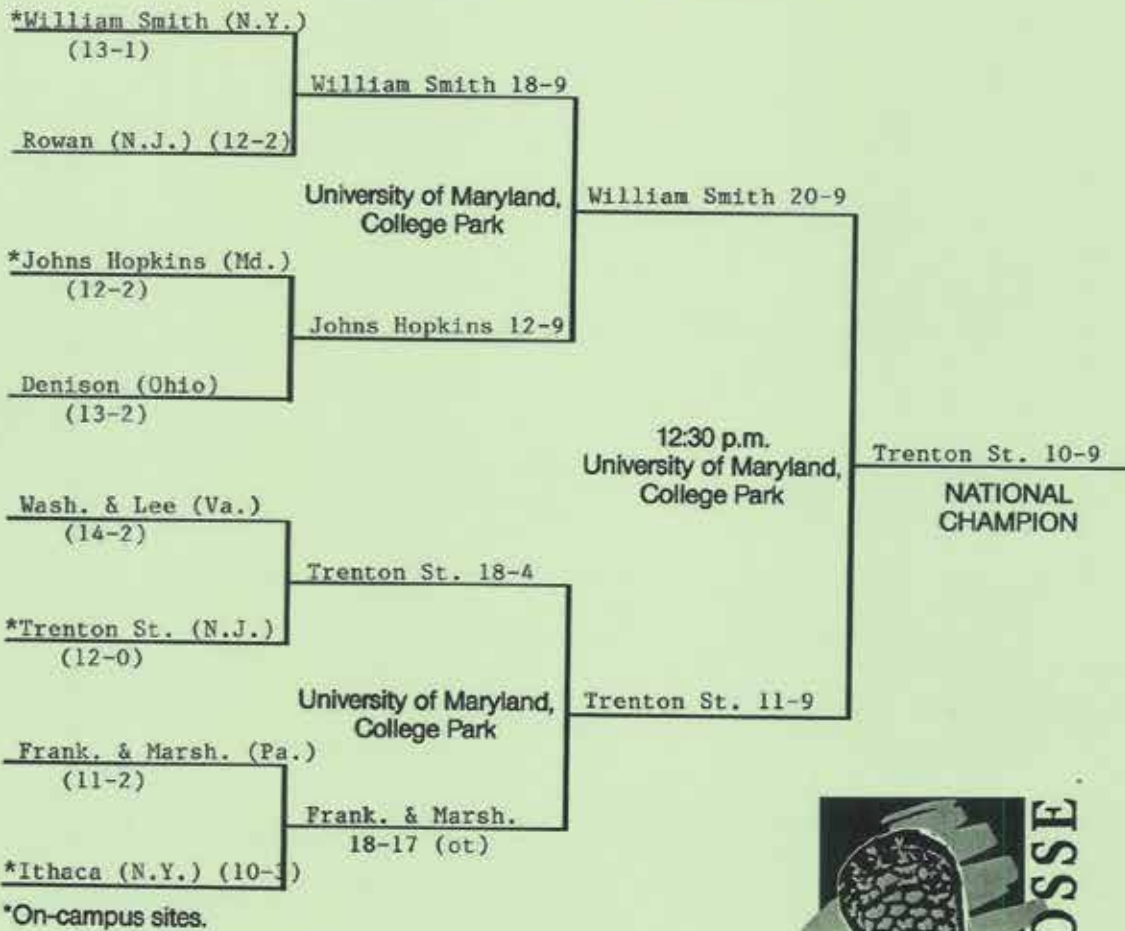 *William Smith (N.Y.)
(13-1)
William Smith 18-9
Rowan (N.J.) (12-2)
University of Maryland,
College Park
William Smith 20-9
*Johns Hopkins (Md.)
(12-2)
Johns Hopkins 12-9
Denison (Ohio)
(13-2)
12:30 p.m.
University of Maryland,
College Park
Trenton St. 10-9
NATIONAL
CHAMPION
Wash. & Lee (Va.)
(14-2)
Trenton St. 18-4
*Trenton St. (N.J.)
(12-0)
University of Maryland,
College Park
Trenton St. 11-9
Frank. & Marsh. (Pa.)
(11-2)
Frank. & Marsh.
18-17 (ot)
*Ithaca (N.Y.) (10-3)
*On-campus sites.
OSSE